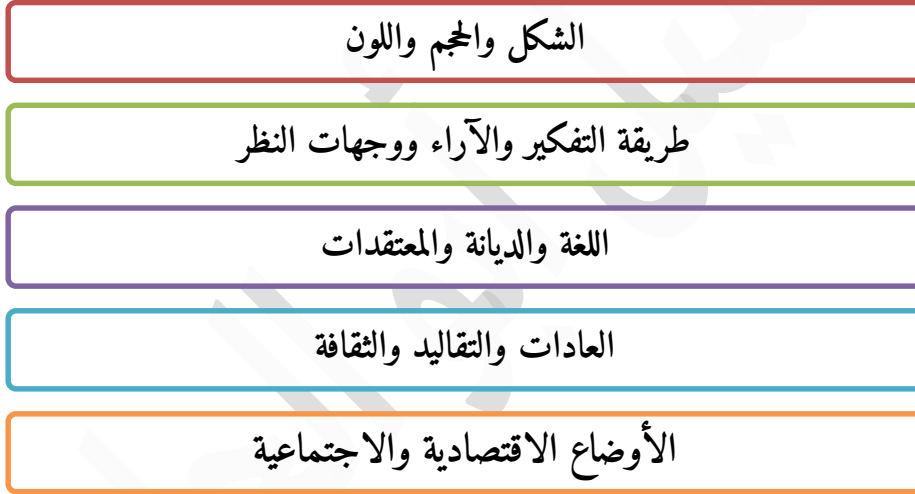 الشكل والحجم واللون
طريقة التفكير والآراء ووجهات النظر
اللغة والديانة والمعتقدات
العادات والتقاليد والثقافة
الأوضاع الاقتصادية والاجتماعية